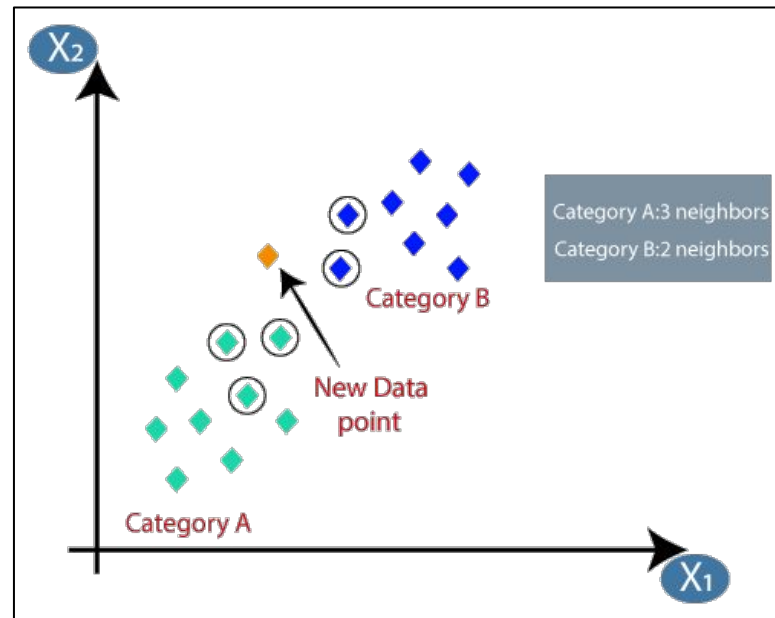 X₂
Category A:3 neighbors
Category B:2 neighbors
Category B
New Data
point
Category A
X₁